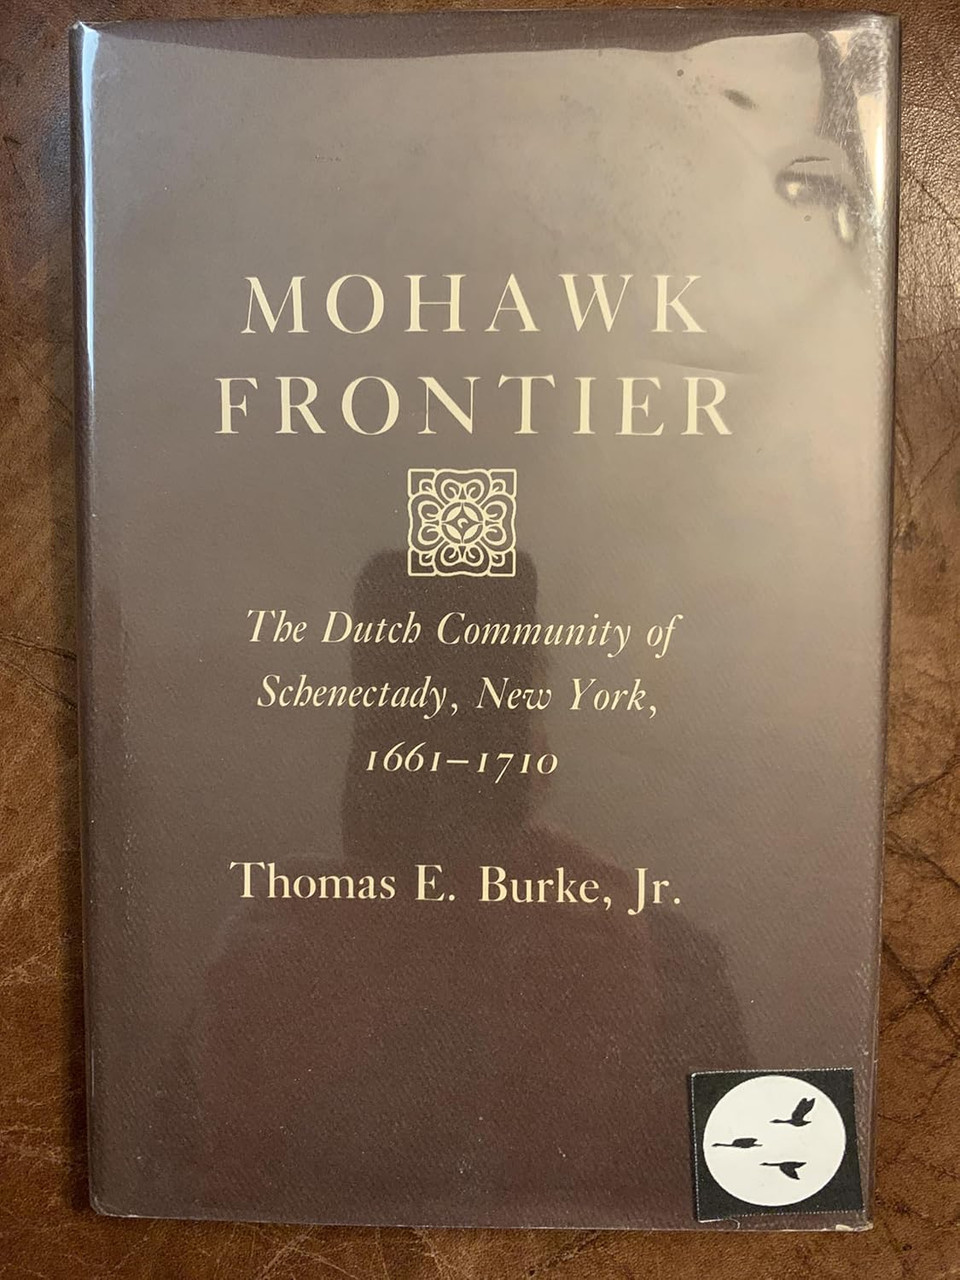 MOHAWK
FRONTIER
The Dutch Community of
Schenectady, New York,
1661–1710
Thomas E. Burke, Jr.